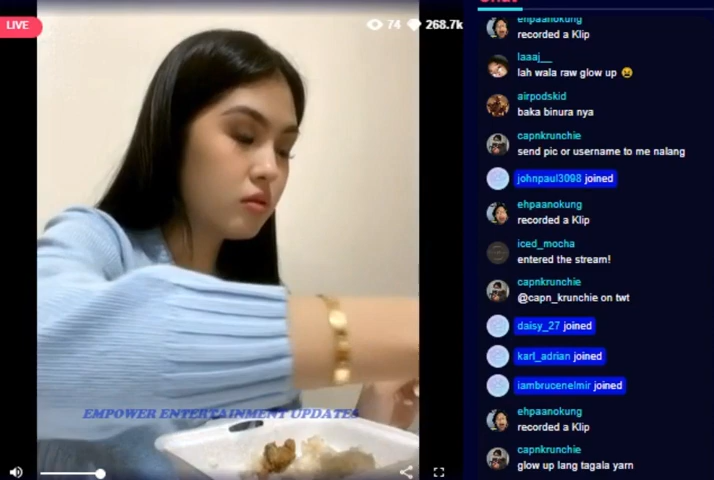 LIVE
74 268.7k
Chat
ehpaanokung
recorded a Klip
laaaj__
lah wala raw glow up
airpodskid
baka binura nya
capnkrunchie
send pic or username to me nalang
johnpaul3098 joined
ehpaanokung
recorded a Klip
iced_mocha
entered the stream!
capnkrunchie
@capn_krunchie on twt
daisy_27 joined
karl_adrian joined
iambrucenelmir joined
ehpaanokung
recorded a Klip
capnkrunchie
glow up lang tagala yarn
EMPOWER ENTERTAINMENT UPDATES